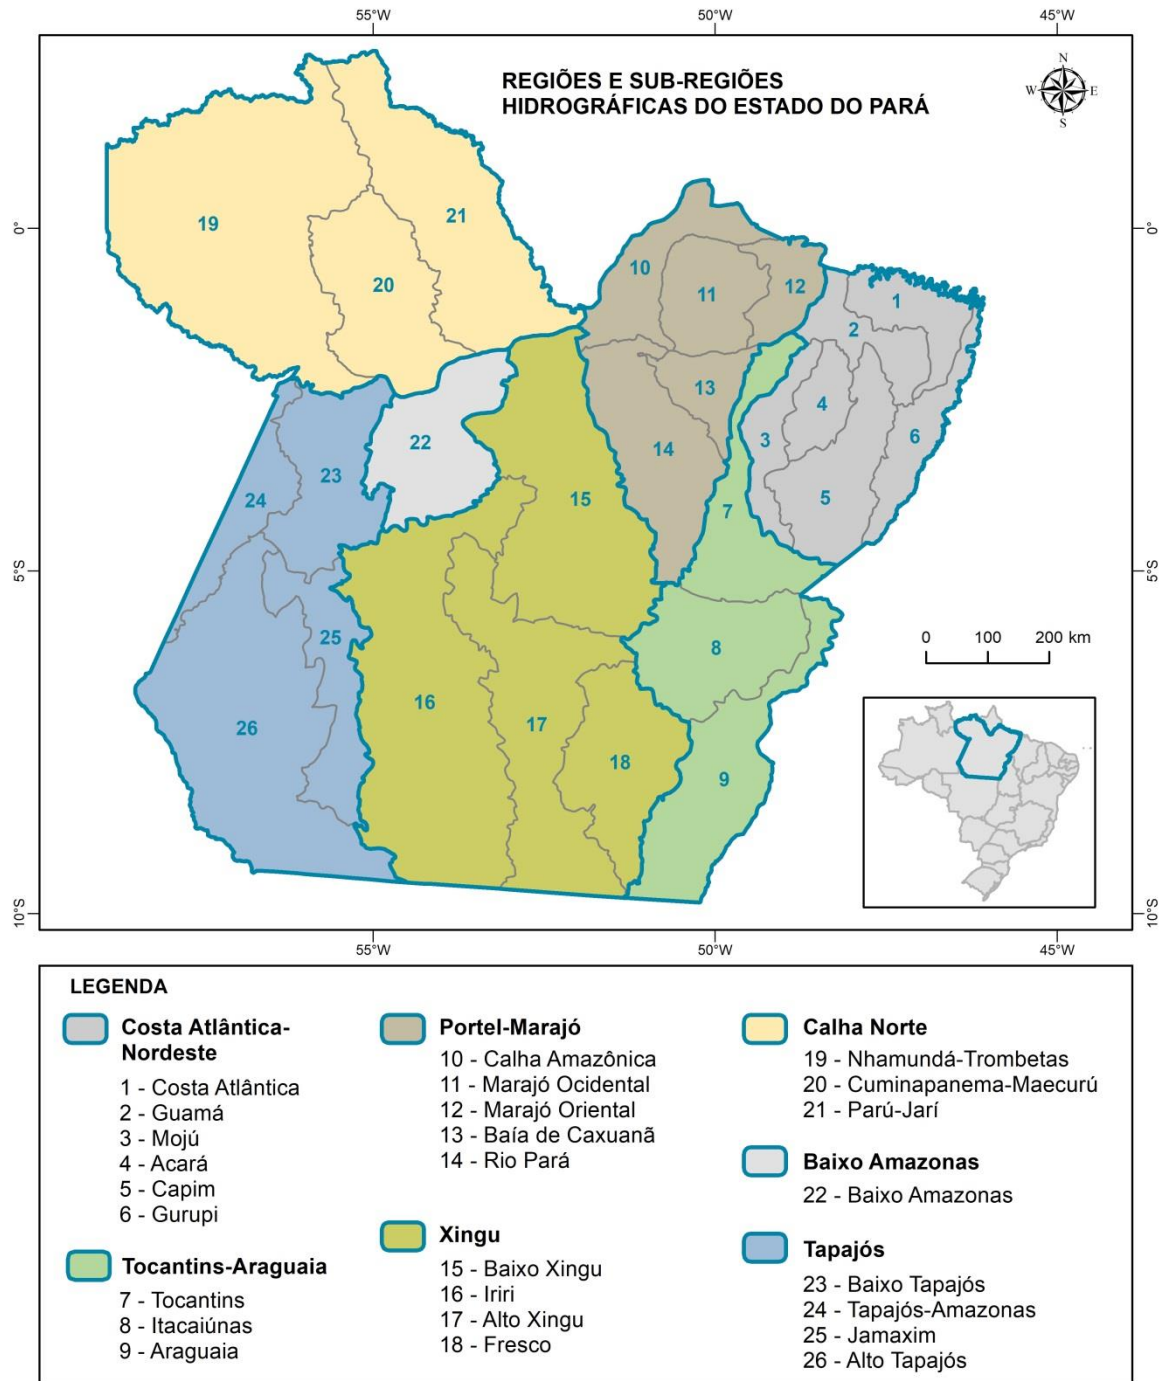 55°W
50°W
45°W
REGIÕES E SUB-REGIÕES
HIDROGRÁFICAS DO ESTADO DO PARÁ
N
W
E
S
0°
0°
19
21
20
10
11
12
1
2
13
4
3
6
22
14
23
15
24
5
7
5°S
5°S
25
8
0 100 200 km
16
26
17
18
9
10°S
10°S
55°W
50°W
45°W
LEGENDA
Costa Atlântica-
Nordeste
1 - Costa Atlântica
2 - Guamá
3 - Mojú
4 - Acará
5 - Capim
6 - Gurupi
Tocantins-Araguaia
7 - Tocantins
8 - Itacaiúnas
9 - Araguaia
Portel-Marajó
10 - Calha Amazônica
11 - Marajó Ocidental
12 - Marajó Oriental
13 - Baía de Caxuanã
14 - Rio Pará
Xingu
15 - Baixo Xingu
16 - Iriri
17 - Alto Xingu
18 - Fresco
Calha Norte
19 - Nhamundá-Trombetas
20 - Cuminapanema-Maecurú
21 - Parú-Jarí
Baixo Amazonas
22 - Baixo Amazonas
Tapajós
23 - Baixo Tapajós
24 - Tapajós-Amazonas
25 - Jamaxim
26 - Alto Tapajós